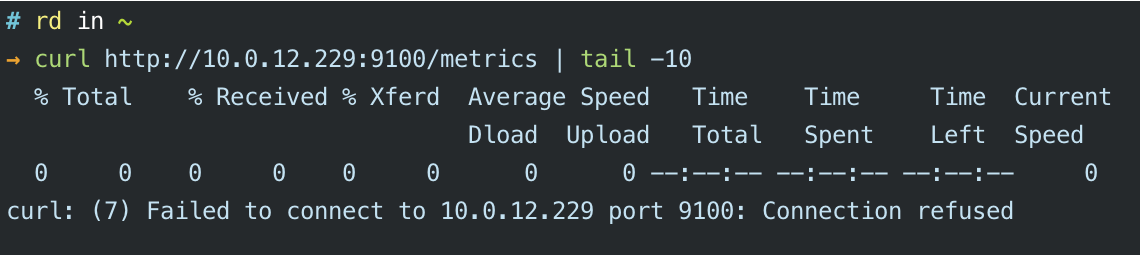 # rd in ~
→ curl http://10.0.12.229:9100/metrics | tail -10
  % Total    % Received % Xferd  Average Speed   Time    Time     Time  Current
                                 Dload  Upload   Total   Spent    Left  Speed
  0     0    0     0    0     0      0      0 --:--:-- --:--:-- --:--:--     0
curl: (7) Failed to connect to 10.0.12.229 port 9100: Connection refused